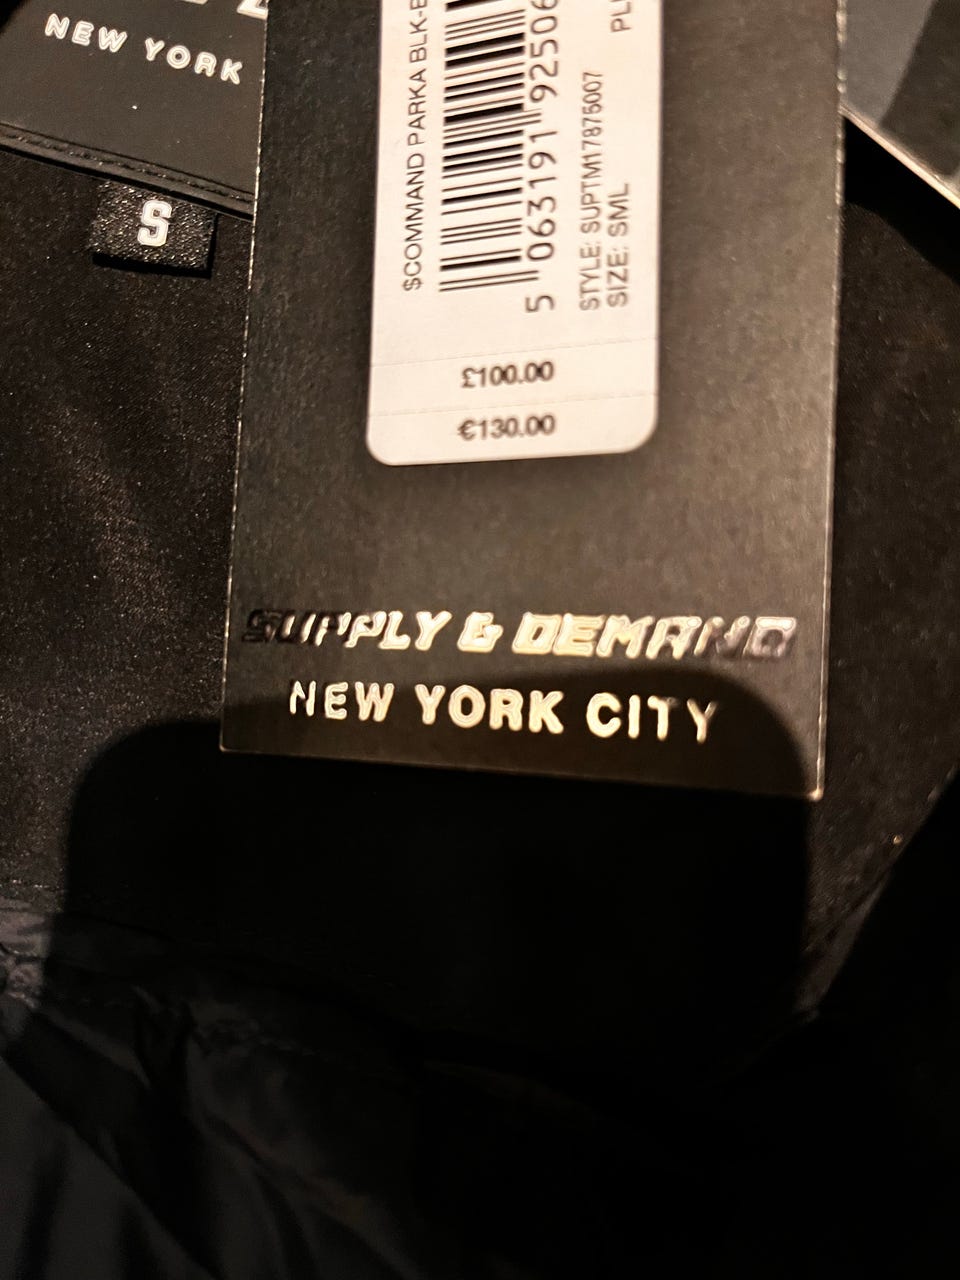 NEW YORK
S
$COMMAND PARKA BLK-
5 063191 92506
STYLE: SUPTM17875007
SIZE: SML
£100.00
€130.00
SUPPLY & DEMAND
NEW YORK CITY